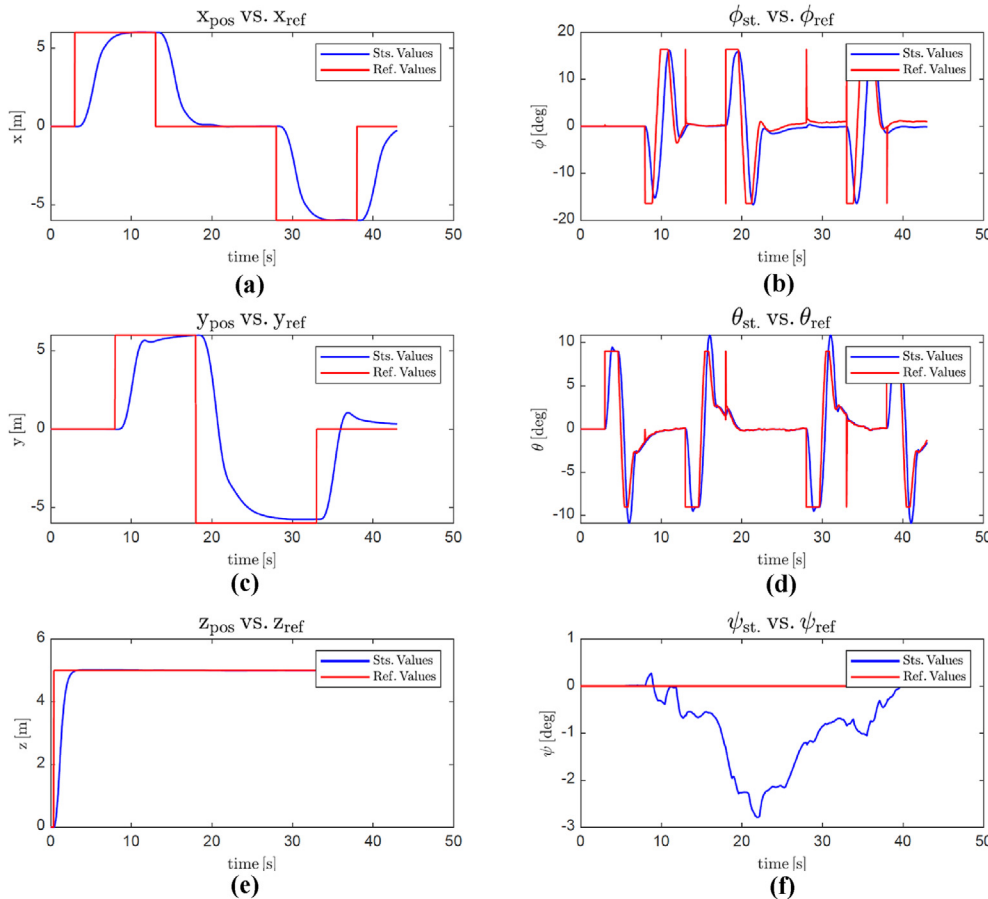 x_pos vs. x_ref
Sts. Values
Ref. Values
x [m]
5
0
-5
0 10 20 30 40 50
time [s]
(a)
ϕ_st. vs. ϕ_ref
Sts. Values
Ref. Values
ϕ [deg]
20
10
0
-10
-20
0 10 20 30 40 50
time [s]
(b)
y_pos vs. y_ref
Sts. Values
Ref. Values
y [m]
5
0
-5
0 10 20 30 40 50
time [s]
(c)
θ_st. vs. θ_ref
Sts. Values
Ref. Values
θ [deg]
10
5
0
-5
-10
0 10 20 30 40 50
time [s]
(d)
z_pos vs. z_ref
Sts. Values
Ref. Values
z [m]
6
4
2
0
0 10 20 30 40 50
time [s]
(e)
ψ_st. vs. ψ_ref
Sts. Values
Ref. Values
ψ [deg]
1
0
-1
-2
-3
0 10 20 30 40 50
time [s]
(f)